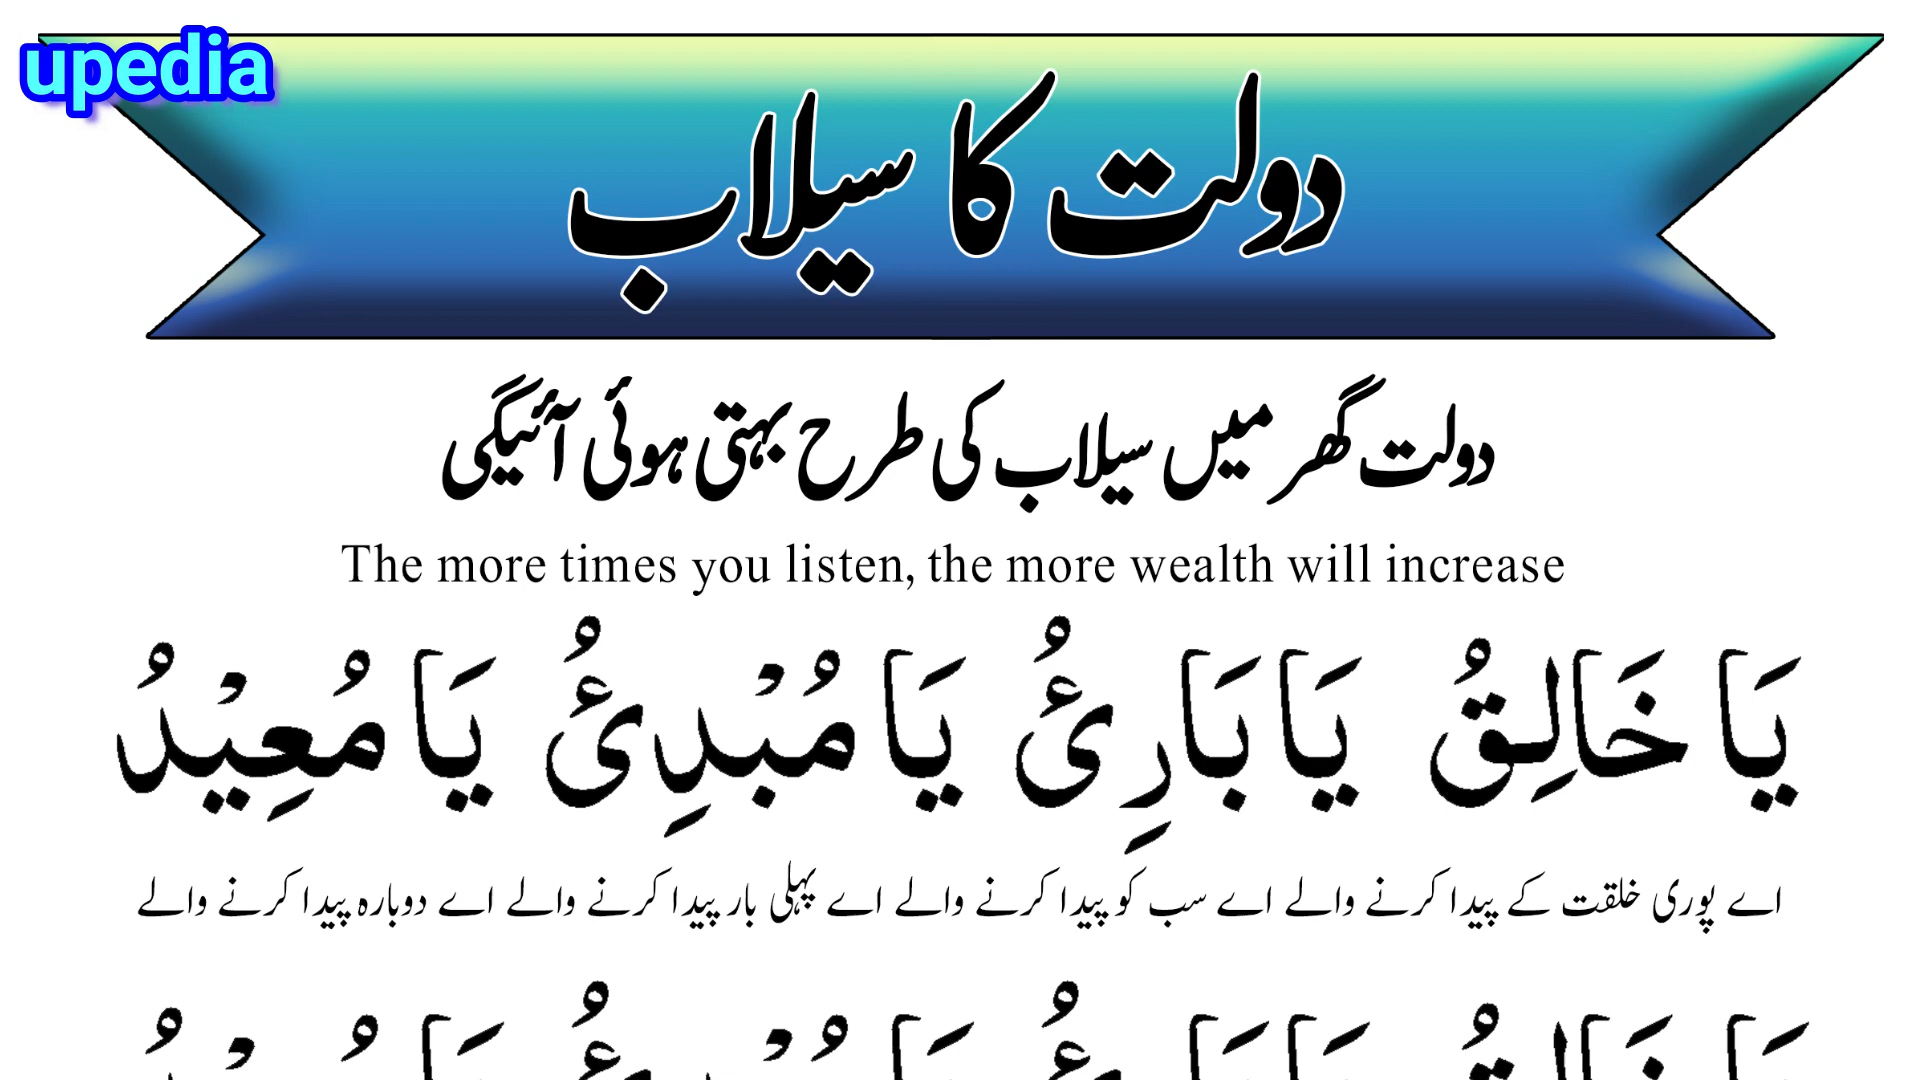 upedia
دولت کا سیلاب
دولت گھر میں سیلاب کی طرح بہتی ہوئی آئیگی
The more times you listen, the more wealth will increase
يَا خَالِقُ يَا بَارِئُ يَا مُبْدِئُ يَا مُعِيْدُ
اے پوری خلقت کے پیدا کرنے والے اے سب کو پیدا کرنے والے اے پہلی بار پیدا کرنے والے اے دوبارہ پیدا کرنے والے